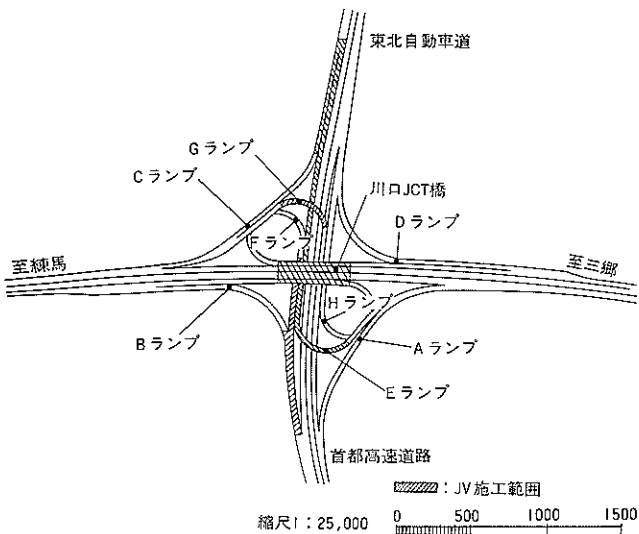 東北自動車道
Gランプ
Cランプ
川口JCT橋
Dランプ
Fランプ
至練馬
至三郷
Hランプ
Bランプ
Aランプ
Eランプ
首都高速道路
:JV施工範囲
縮尺1:25,000 0 500 1000 1500